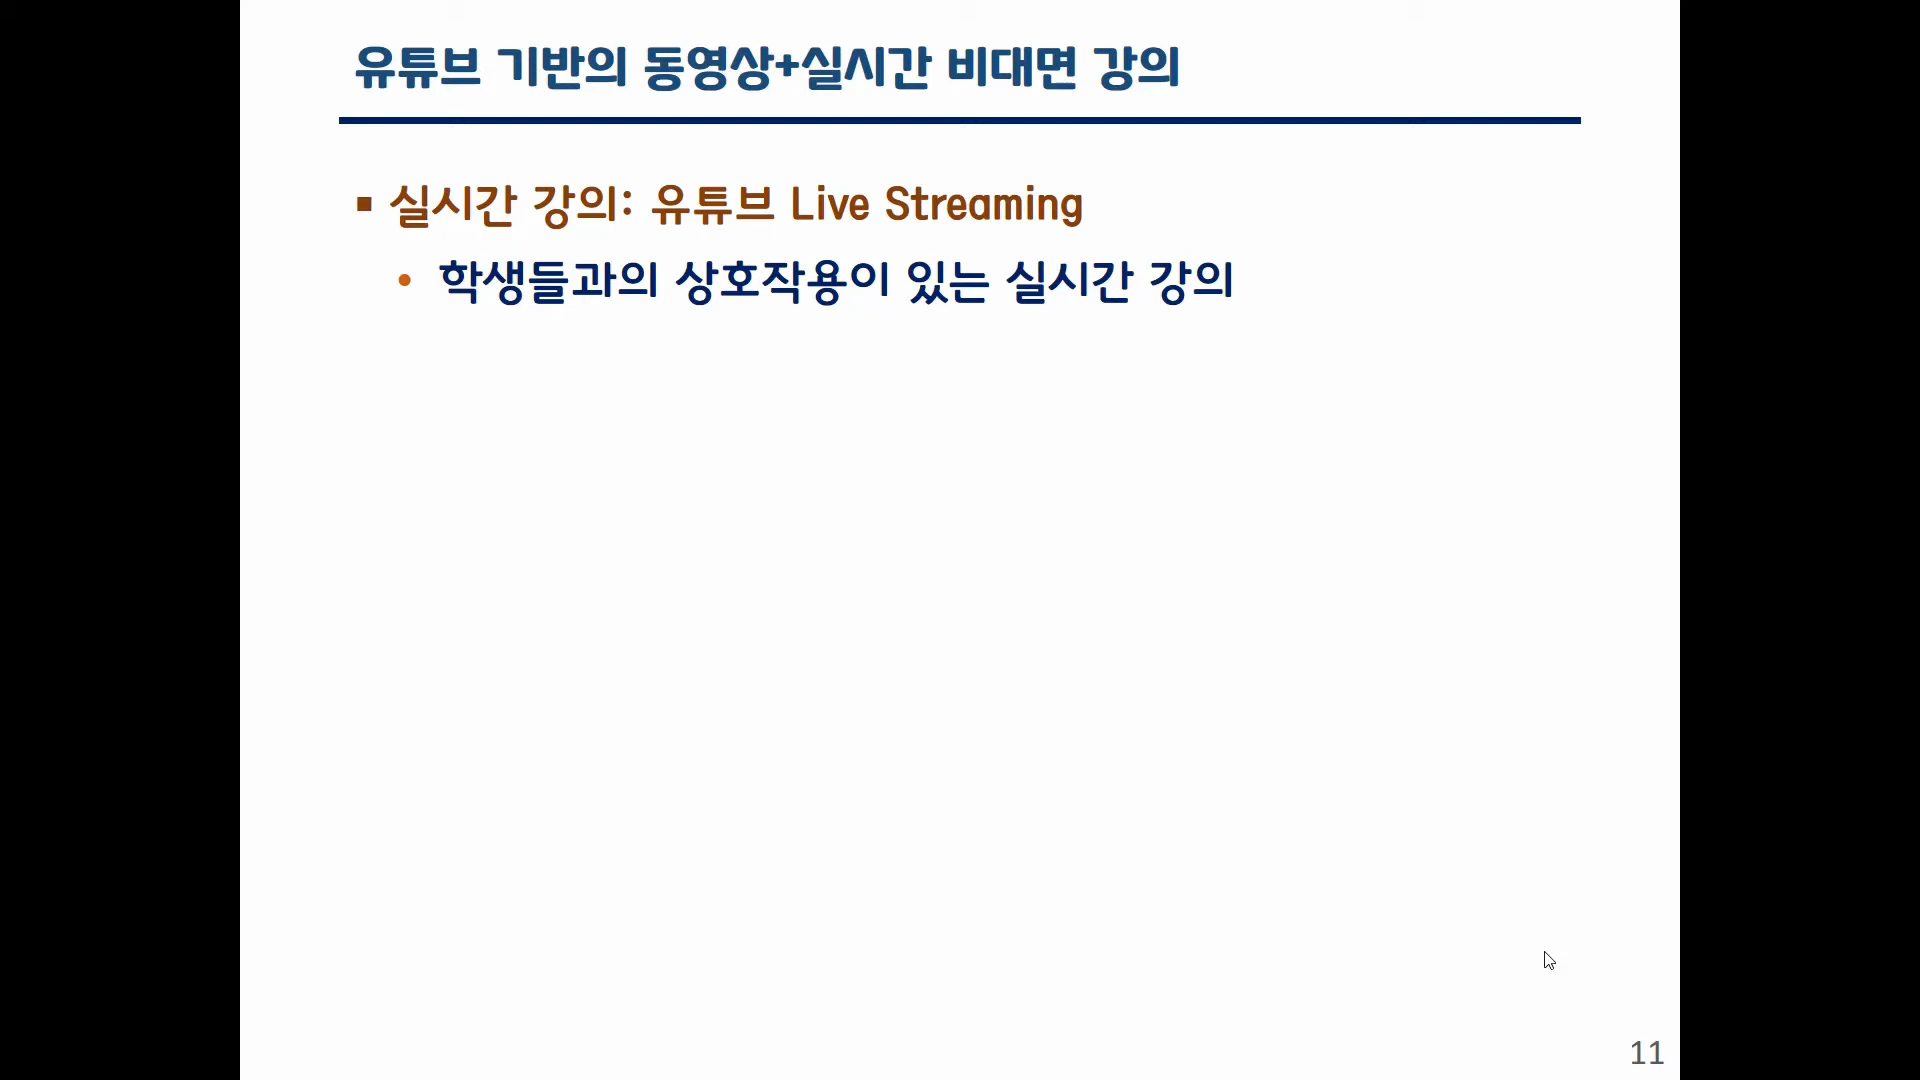 유튜브 기반의 동영상+실시간 비대면 강의
▪ 실시간 강의: 유튜브 Live Streaming
• 학생들과의 상호작용이 있는 실시간 강의
11